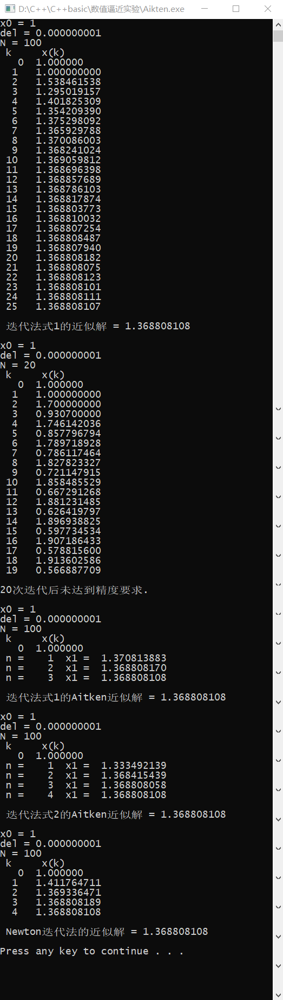 D:\C++\C++basic\数值逼近实验\Aikten.exe
x0 = 1
del = 0.000000001
N = 100
k x(k)
0 1.000000
1 1.000000000
2 1.538461538
3 1.295019157
4 1.401825309
5 1.354209390
6 1.375298092
7 1.365929788
8 1.370086003
9 1.368241024
10 1.369059812
11 1.368696398
12 1.368857689
13 1.368786103
14 1.368817874
15 1.368803773
16 1.368810032
17 1.368807254
18 1.368808487
19 1.368807940
20 1.368808182
21 1.368808075
22 1.368808123
23 1.368808101
24 1.368808111
25 1.368808107
迭代法式1的近似解 = 1.368808108
x0 = 1
del = 0.000000001
N = 20
k x(k)
0 1.000000
1 1.000000000
2 1.700000000
3 0.930700000
4 1.746142036
5 0.857796794
6 1.789718928
7 0.786117464
8 1.827823327
9 0.721147915
10 1.858485529
11 0.667291268
12 1.881231485
13 0.626419797
14 1.896938825
15 0.597734534
16 1.907186433
17 0.578815600
18 1.913602586
19 0.566887709
20次迭代后未达到精度要求.
x0 = 1
del = 0.000000001
N = 100
k x(k)
0 1.000000
n = 1 x1 = 1.370813883
n = 2 x1 = 1.368808170
n = 3 x1 = 1.368808108
迭代法式1的Aitken近似解 = 1.368808108
x0 = 1
del = 0.000000001
N = 100
k x(k)
0 1.000000
n = 1 x1 = 1.333492139
n = 2 x1 = 1.368415439
n = 3 x1 = 1.368808058
n = 4 x1 = 1.368808108
迭代法式2的Aitken近似解 = 1.368808108
x0 = 1
del = 0.000000001
N = 100
k x(k)
0 1.000000
1 1.411764711
2 1.369336471
3 1.368808189
4 1.368808108
Newton迭代法的近似解 = 1.368808108
Press any key to continue . . .